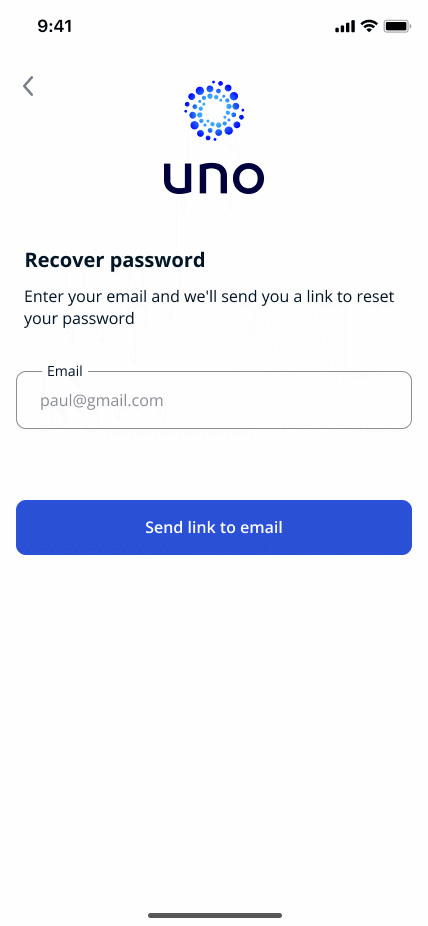 9:41
uno
Recover password
Enter your email and we'll send you a link to reset
your password
Email
paul@gmail.com
Send link to email